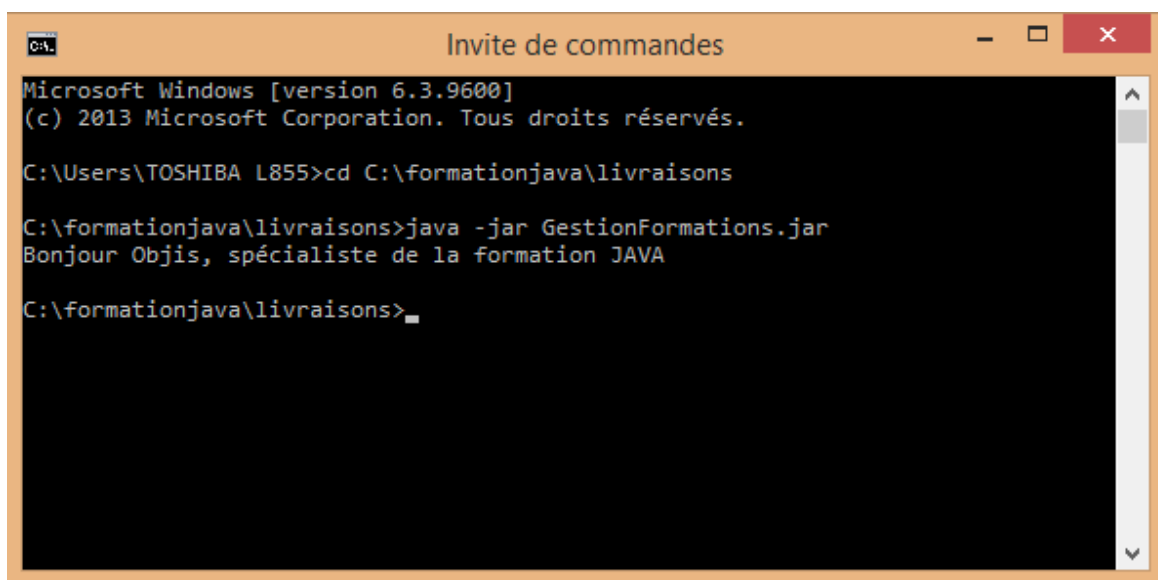 C:\.
Invite de commandes
Microsoft Windows [version 6.3.9600]
(c) 2013 Microsoft Corporation. Tous droits réservés.
C:\Users\TOSHIBA L855>cd C:\formationjava\livraisons
C:\formationjava\livraisons>java -jar GestionFormations.jar
Bonjour Objis, spécialiste de la formation JAVA
C:\formationjava\livraisons>